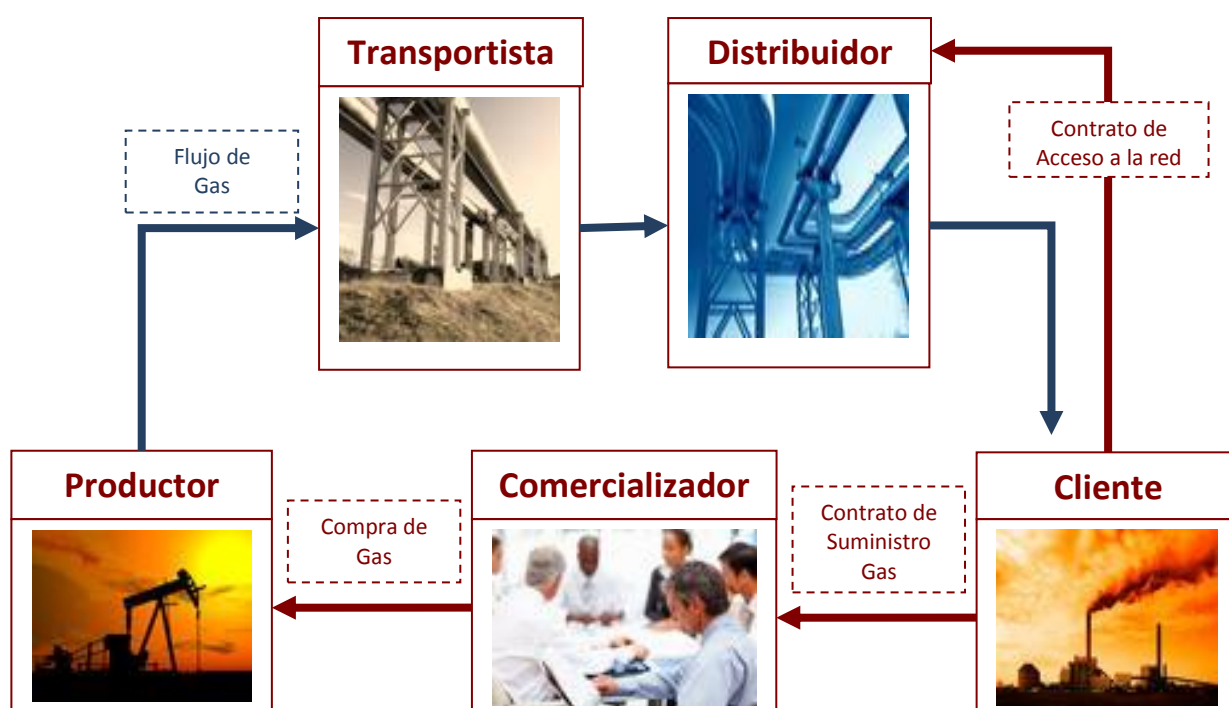 Transportista
Distribuidor
Flujo de
Gas
Contrato de
Acceso a la red
Productor
Compra de
Gas
Comercializador
Contrato de
Suministro
Gas
Cliente